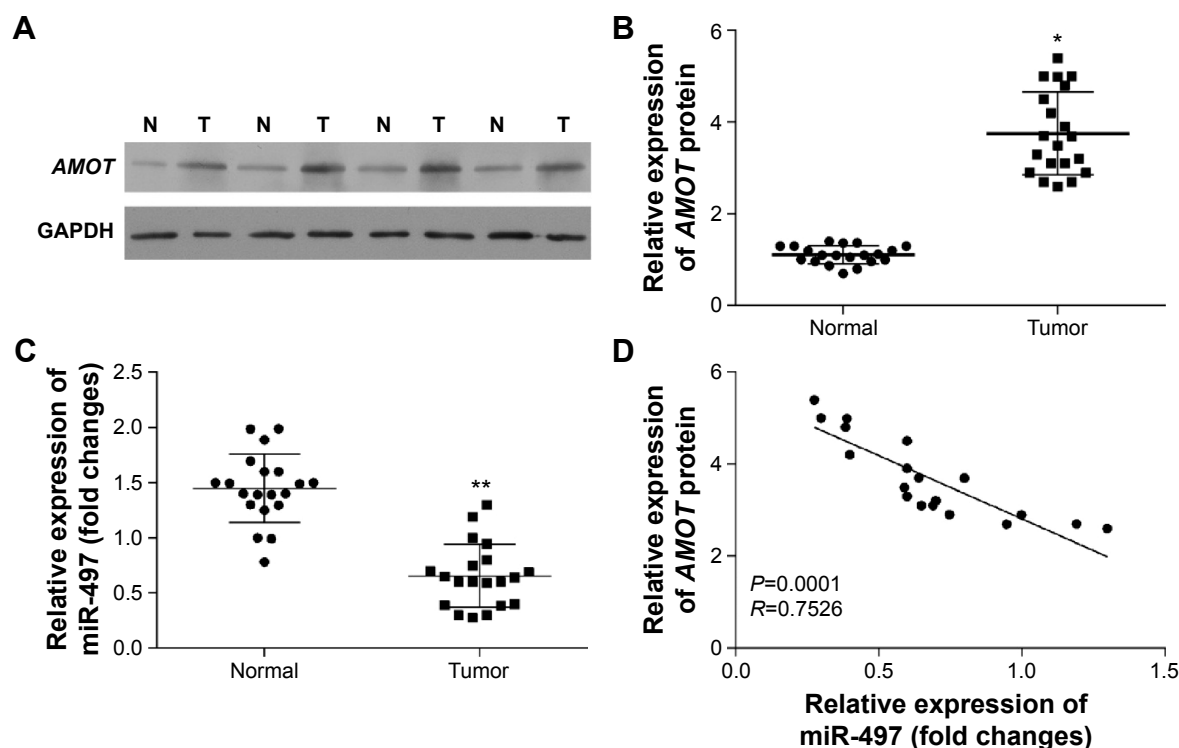 A
N T N T N T N T
AMOT
GAPDH
B
Relative expression
of AMOT protein
6
4
2
0
*
Normal Tumor
C
Relative expression of
miR-497 (fold changes)
2.5
2.0
1.5
1.0
0.5
0.0
**
Normal Tumor
D
Relative expression
of AMOT protein
6
4
2
0
P=0.0001
R=0.7526
0.0 0.5 1.0 1.5
Relative expression of
miR-497 (fold changes)